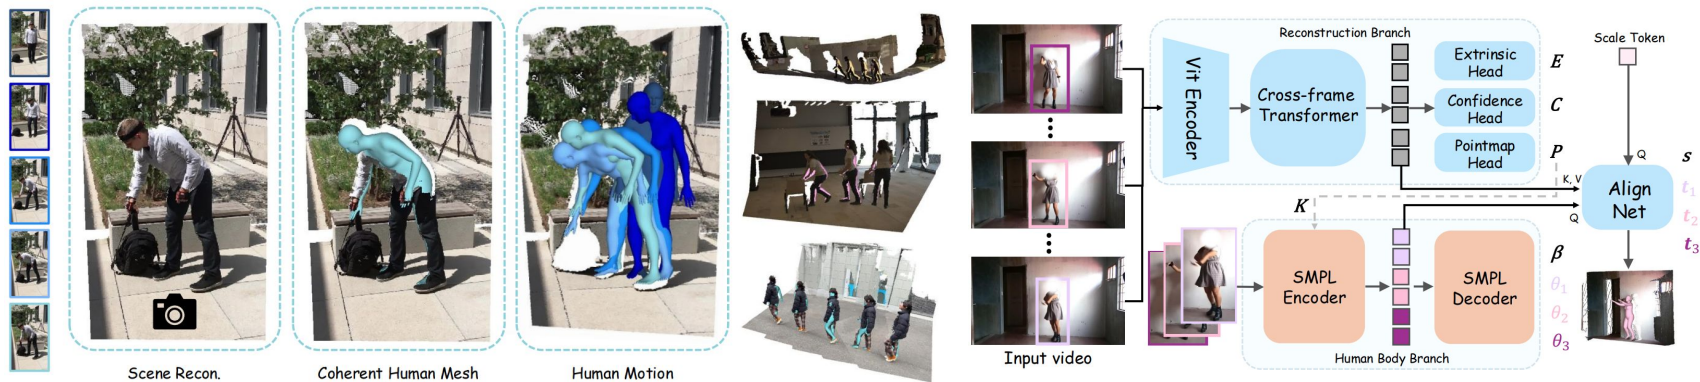 Scene Recon.
Coherent Human Mesh
Human Motion
Input video
Reconstruction Branch
Vit Encoder
Cross-frame
Transformer
Extrinsic
Head
Confidence
Head
Pointmap
Head
E
C
P
Scale Token
Q
K, V
Q
Align
Net
s
t₁
t₂
t₃
K
SMPL
Encoder
SMPL
Decoder
Human Body Branch
β
θ₁
θ₂
θ₃